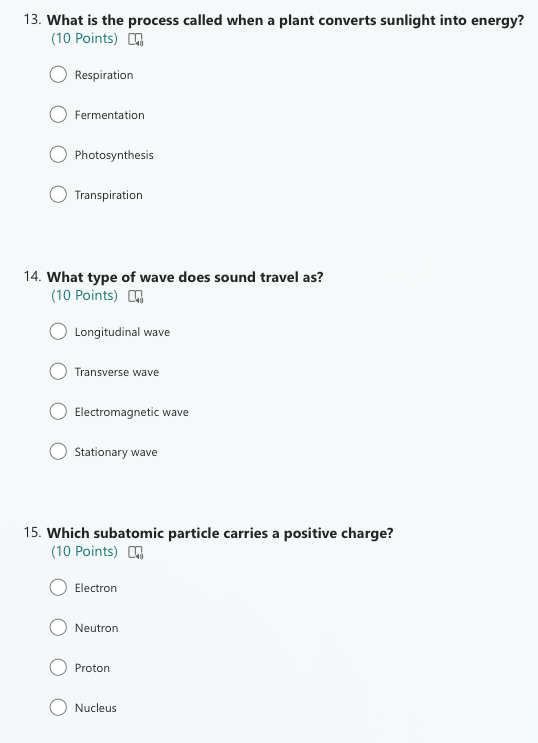 13. What is the process called when a plant converts sunlight into energy?
(10 Points)
Respiration
Fermentation
Photosynthesis
Transpiration
14. What type of wave does sound travel as?
(10 Points)
Longitudinal wave
Transverse wave
Electromagnetic wave
Stationary wave
15. Which subatomic particle carries a positive charge?
(10 Points)
Electron
Neutron
Proton
Nucleus